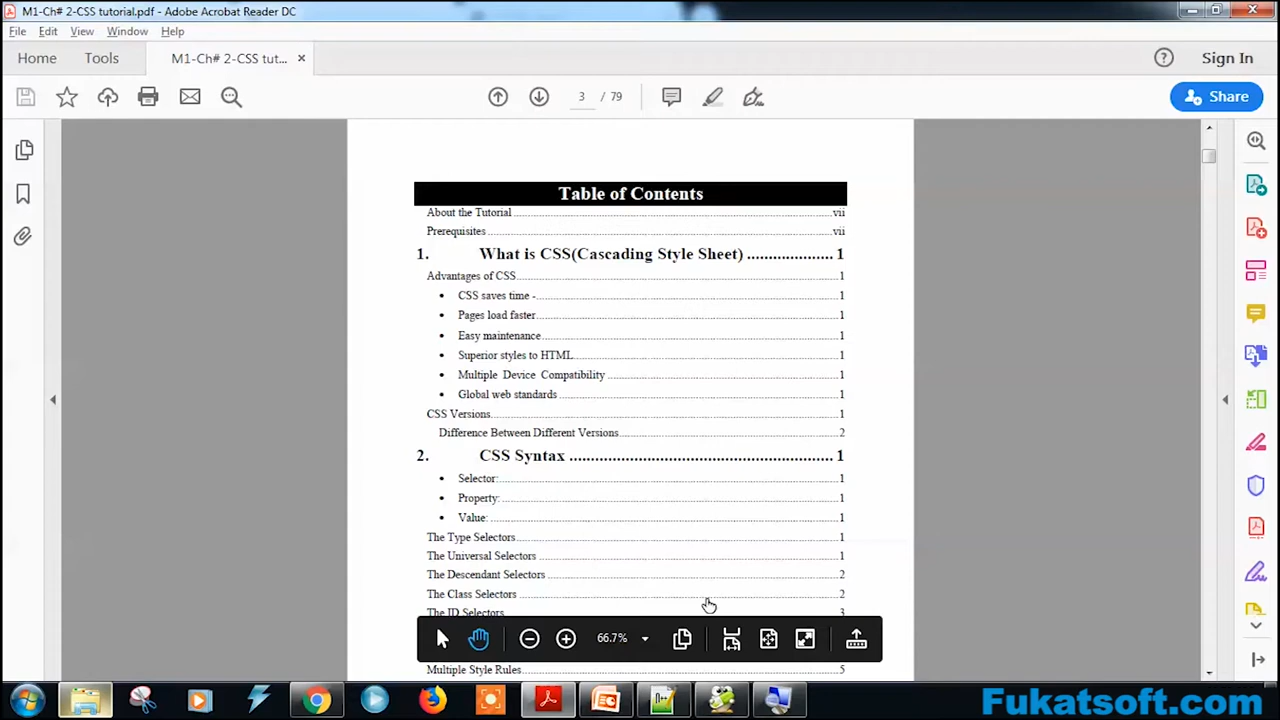 M1-Ch# 2-CSS tutorial.pdf - Adobe Acrobat Reader DC
File Edit View Window Help
Home Tools M1-Ch# 2-CSS tut... × Sign In
3 / 79 Share
Table of Contents
About the Tutorial vii
Prerequisites vii
1. What is CSS(Cascading Style Sheet) .................... 1
Advantages of CSS 1
• CSS saves time - 1
• Pages load faster 1
• Easy maintenance 1
• Superior styles to HTML 1
• Multiple Device Compatibility 1
• Global web standards 1
CSS Versions 1
Difference Between Different Versions 2
2. CSS Syntax .............................................................. 1
• Selector: 1
• Property: 1
• Value: 1
The Type Selectors 1
The Universal Selectors 1
The Descendant Selectors 2
The Class Selectors 2
The ID Selectors 3
66.7%
Multiple Style Rules 5
Fukatsoft.com